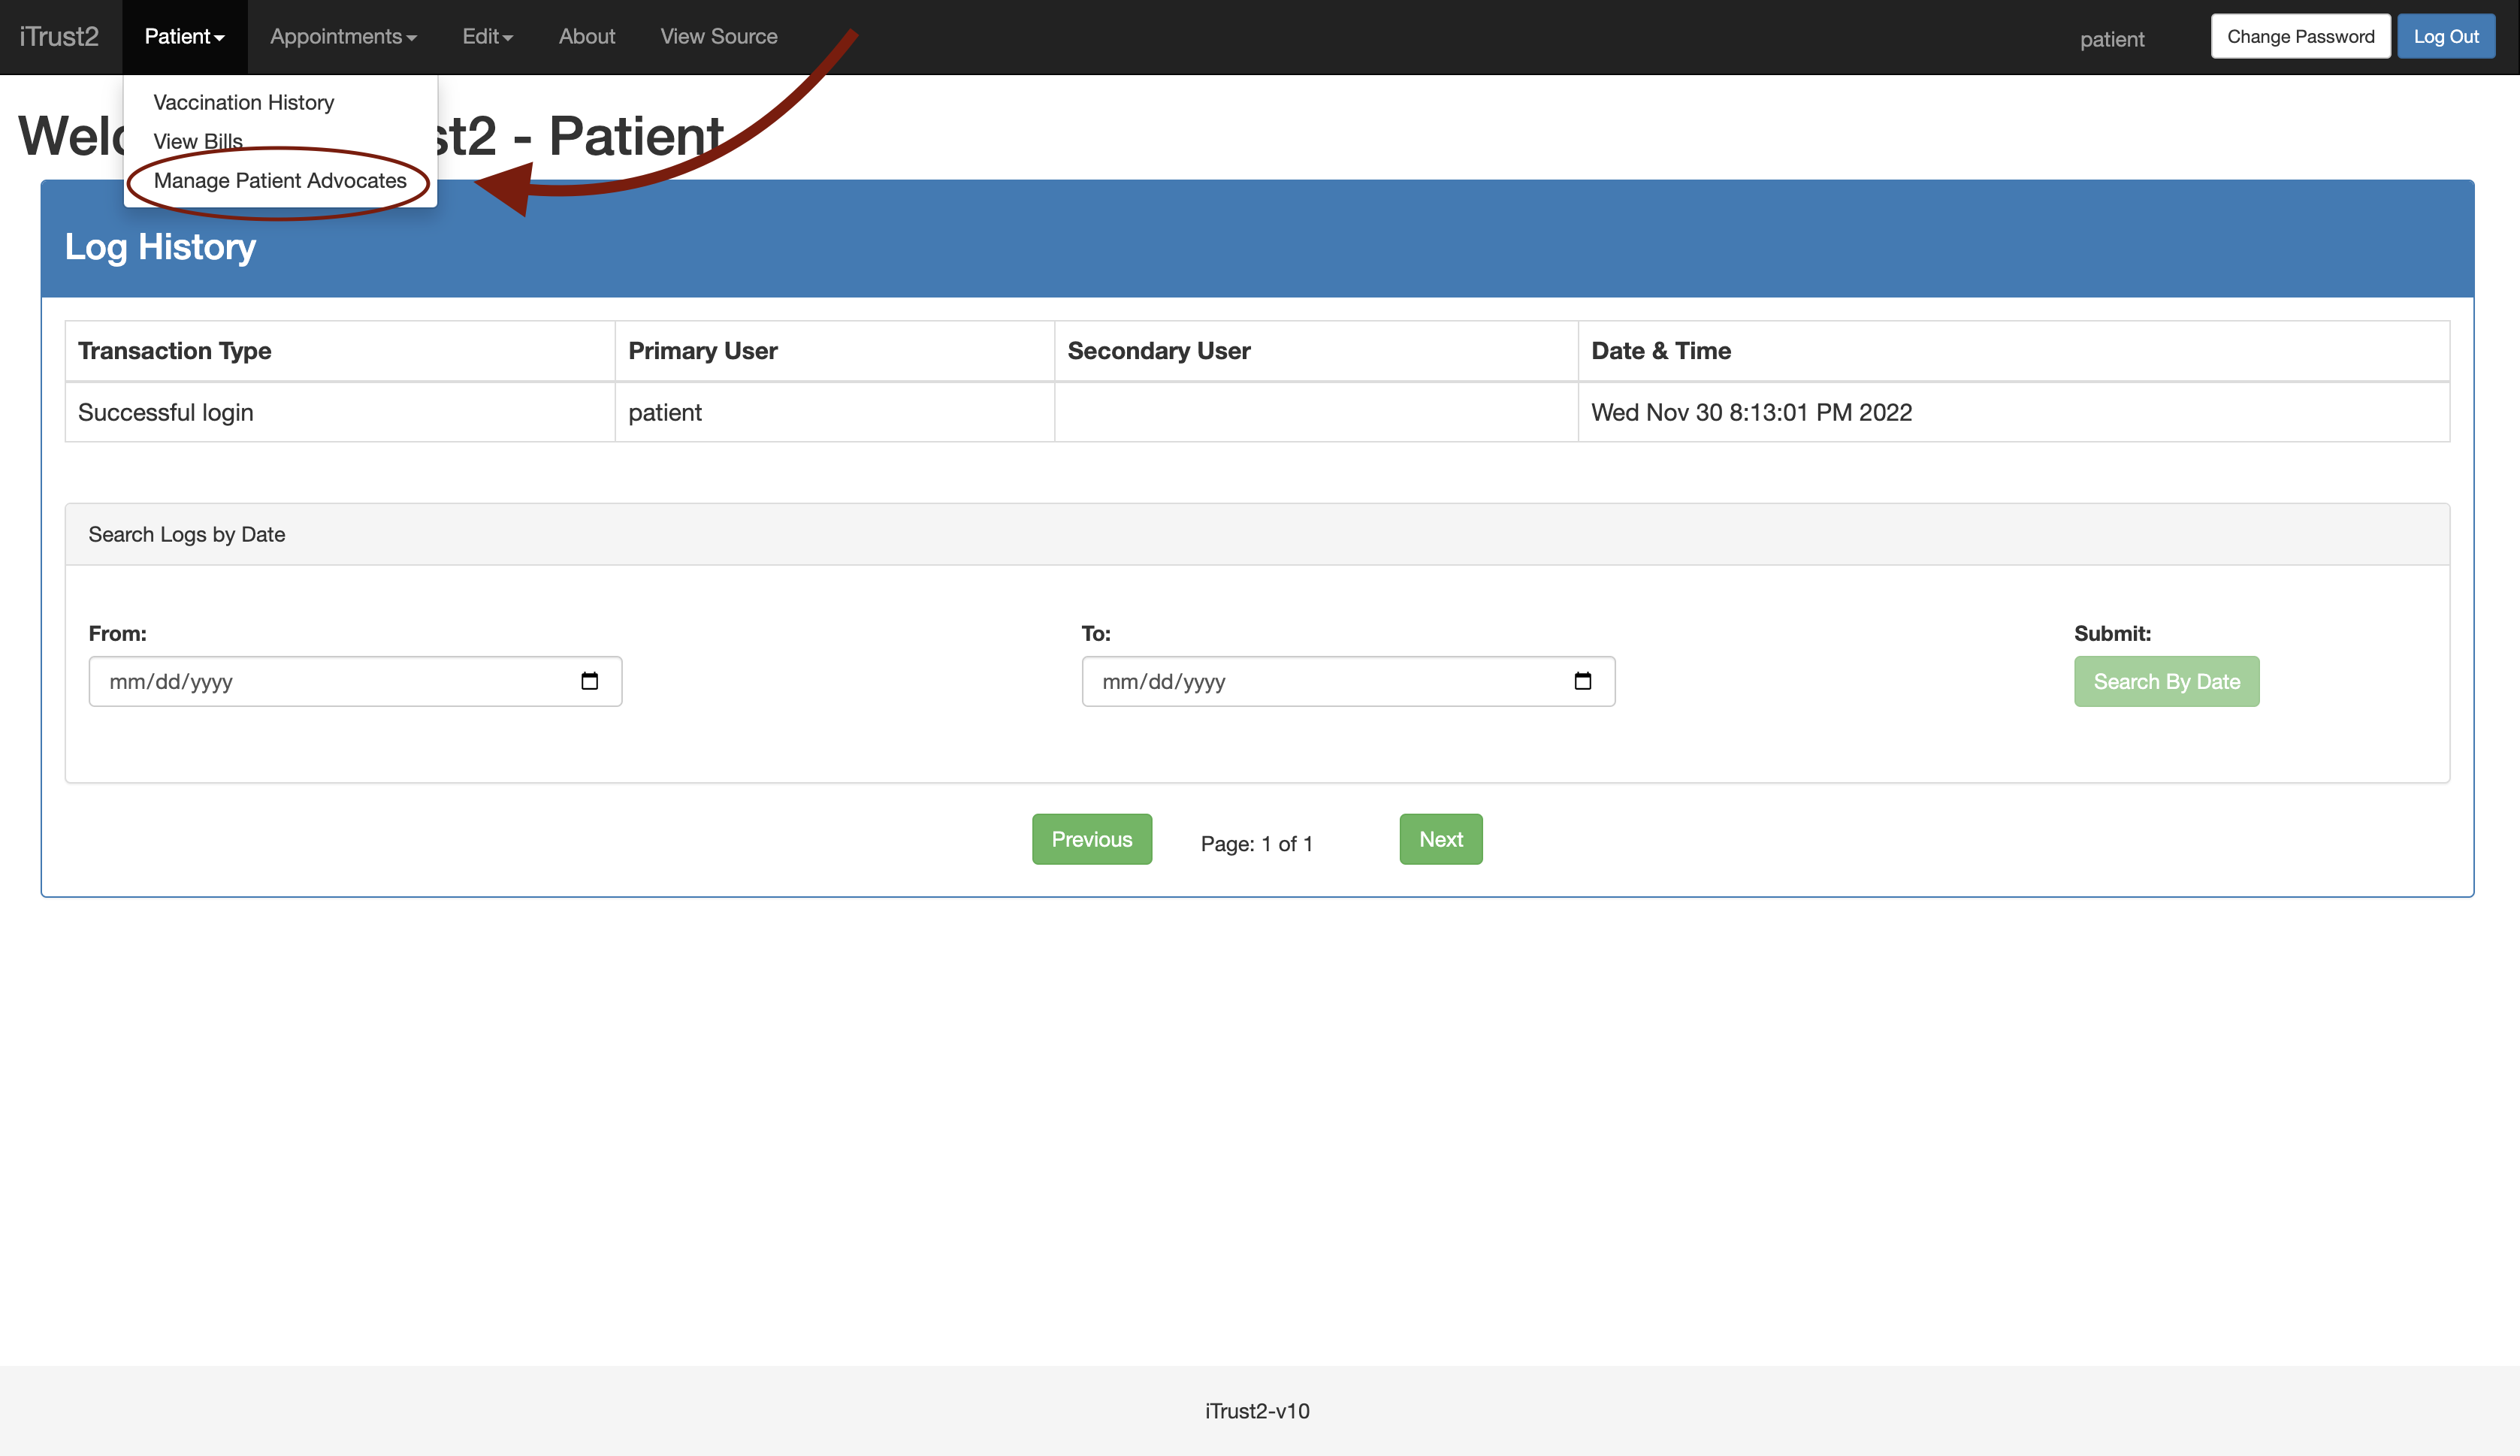 iTrust2 Patient Appointments Edit About View Source patient Change Password Log Out
Vaccination History
View Bills
Manage Patient Advocates
st2 - Patient
Log History
Transaction Type Primary User Secondary User Date & Time
Successful login patient Wed Nov 30 8:13:01 PM 2022
Search Logs by Date
From: To: Submit:
mm/dd/yyyy mm/dd/yyyy Search By Date
Previous Page: 1 of 1 Next
iTrust2-v10